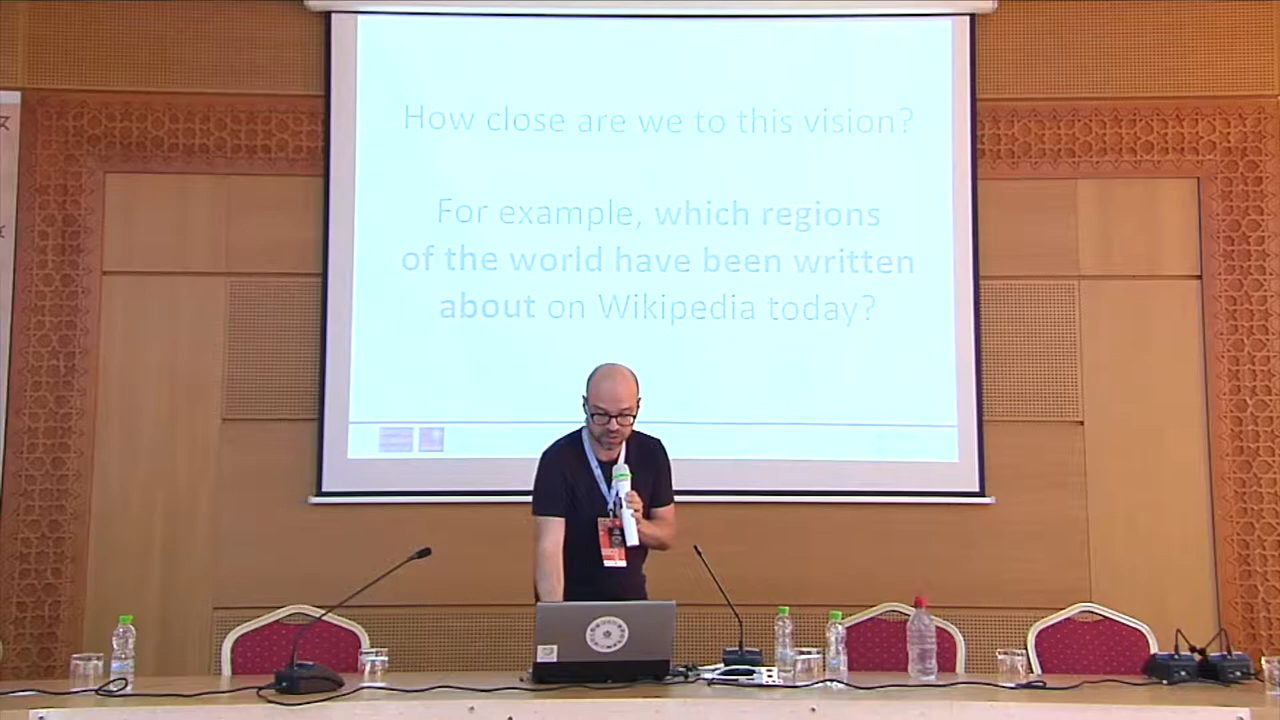 How close are we to this vision?
For example, which regions
of the world have been written
about on Wikipedia today?